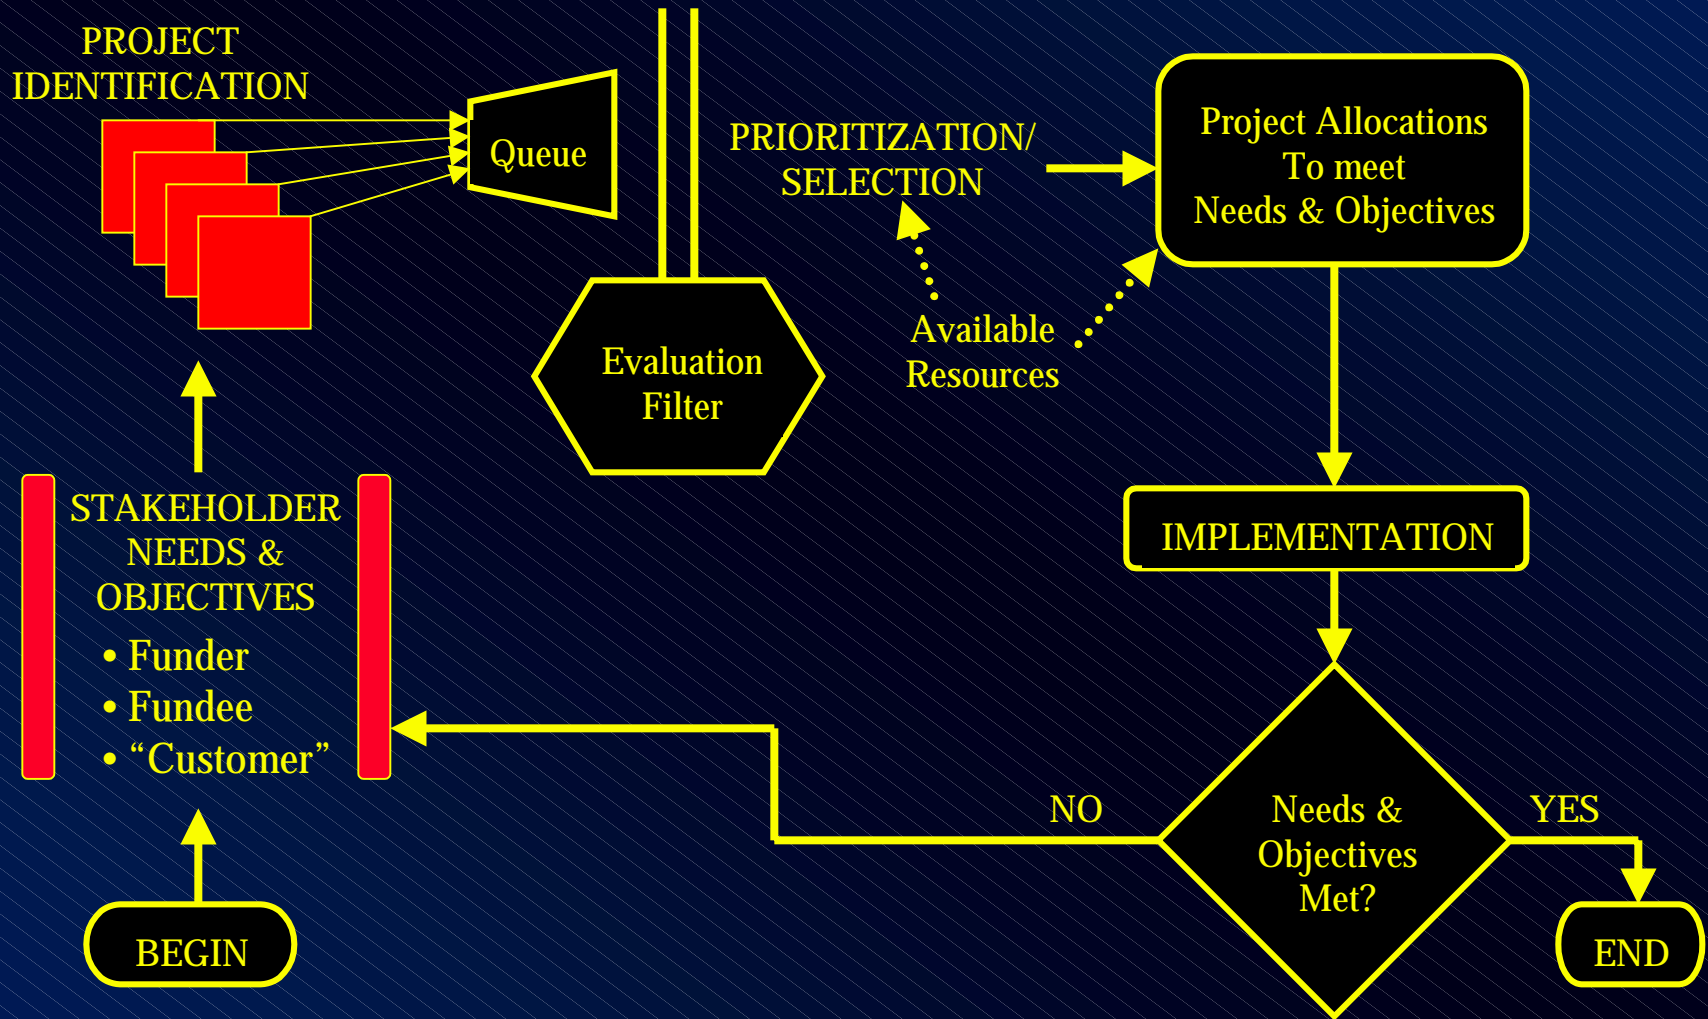 PROJECT
IDENTIFICATION
Queue
PRIORITIZATION/
SELECTION
Project Allocations
To meet
Needs & Objectives
Available
Resources
Evaluation
Filter
STAKEHOLDER
NEEDS &
OBJECTIVES
• Funder
• Fundee
• “Customer”
IMPLEMENTATION
NO
Needs &
Objectives
Met?
YES
BEGIN
END